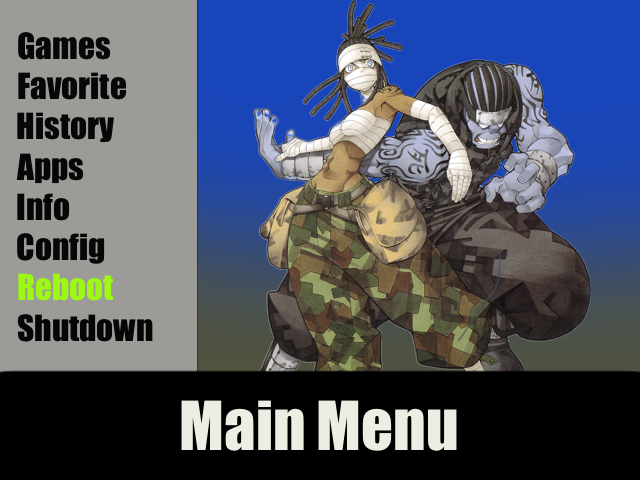 Games
Favorite
History
Apps
Info
Config
Reboot
Shutdown
Main Menu